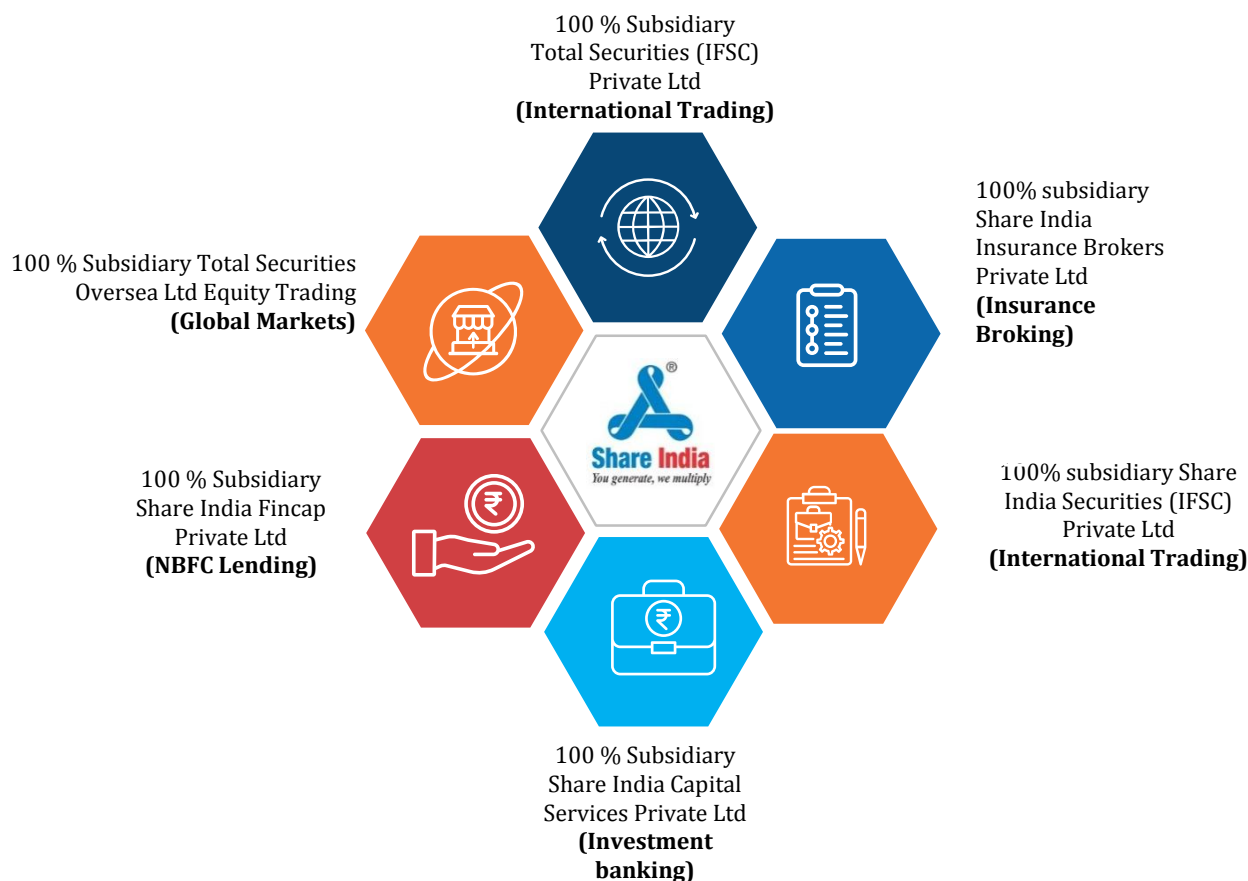 100 % Subsidiary
Total Securities (IFSC)
Private Ltd
(International Trading)
100% subsidiary
Share India
Insurance Brokers
Private Ltd
(Insurance
Broking)
100 % Subsidiary Total Securities
Oversea Ltd Equity Trading
(Global Markets)
®
Share India
You generate, we multiply
100 % Subsidiary
Share India Fincap
Private Ltd
(NBFC Lending)
100% subsidiary Share
India Securities (IFSC)
Private Ltd
(International Trading)
₹
₹
100 % Subsidiary
Share India Capital
Services Private Ltd
(Investment
banking)